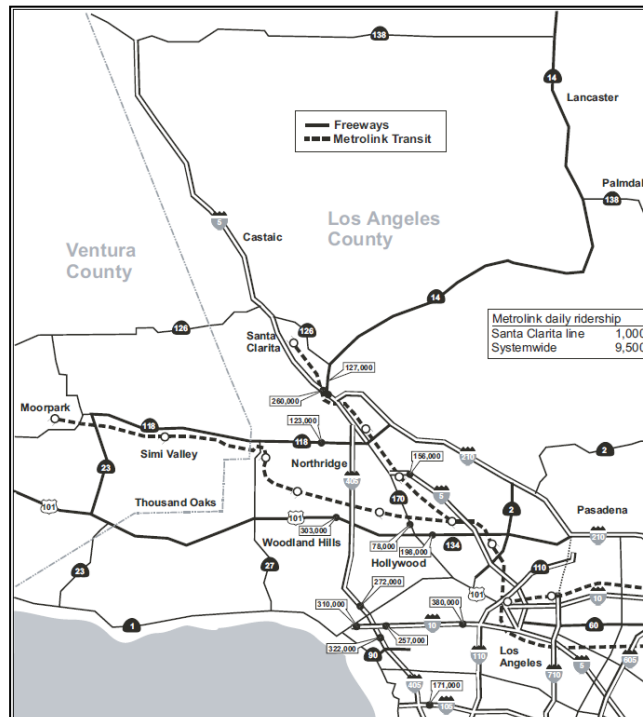 138
14
Lancaster
Freeways
Metrolink Transit
Palmdal
138
5
Castaic
Los Angeles
County
Ventura
County
14
126
126
Santa
Clarita
Metrolink daily ridership
Santa Clarita line 1,000
Systemwide 9,500
127,000
260,000
Moorpark
118
123,000
118
2
Simi Valley
23
Northridge
210
156,000
405
5
170
2
Pasadena
101
Thousand Oaks
101
303,000
Woodland Hills
78,000
198,000
134
210
Hollywood
110
23
27
101
272,000
10
1
310,000
380,000
10
60
257,000
322,000
90
110
Los
Angeles
5
710
605
405
171,000
105